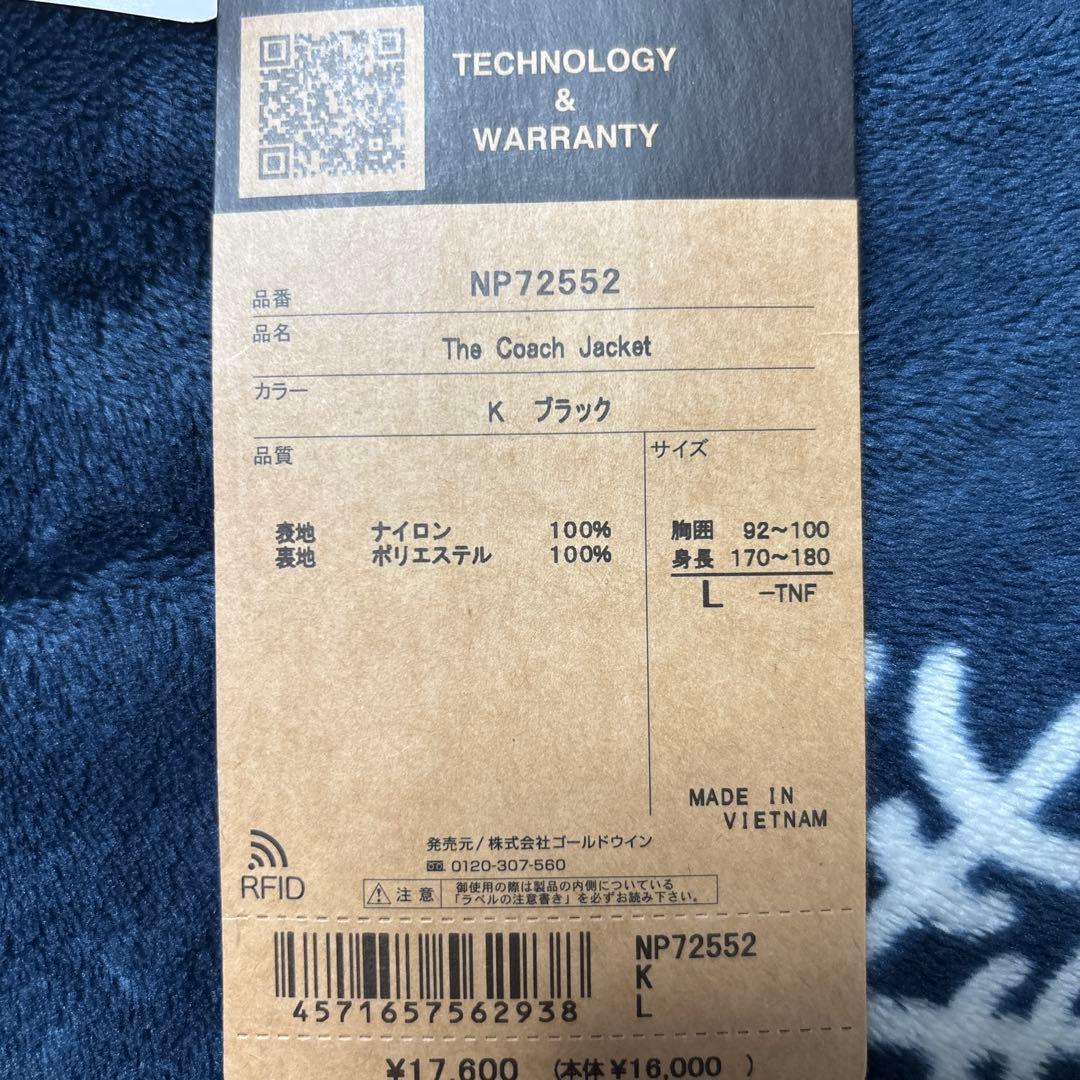 TECHNOLOGY
&
WARRANTY
品番 NP72552
品名 The Coach Jacket
カラー K ブラック
品質
表地 ナイロン 100%
裏地 ポリエステル 100%
サイズ
胸囲 92～100
身長 170～180
L -TNF
MADE IN
VIETNAM
発売元/株式会社ゴールドウイン
0120-307-560
RFID
注意 御使用の際は製品の内側についている
「ラベルの注意書き」を必ずお読み下さい。
NP72552
K
L
4571657562938
¥17,600 (本体¥16,000 )